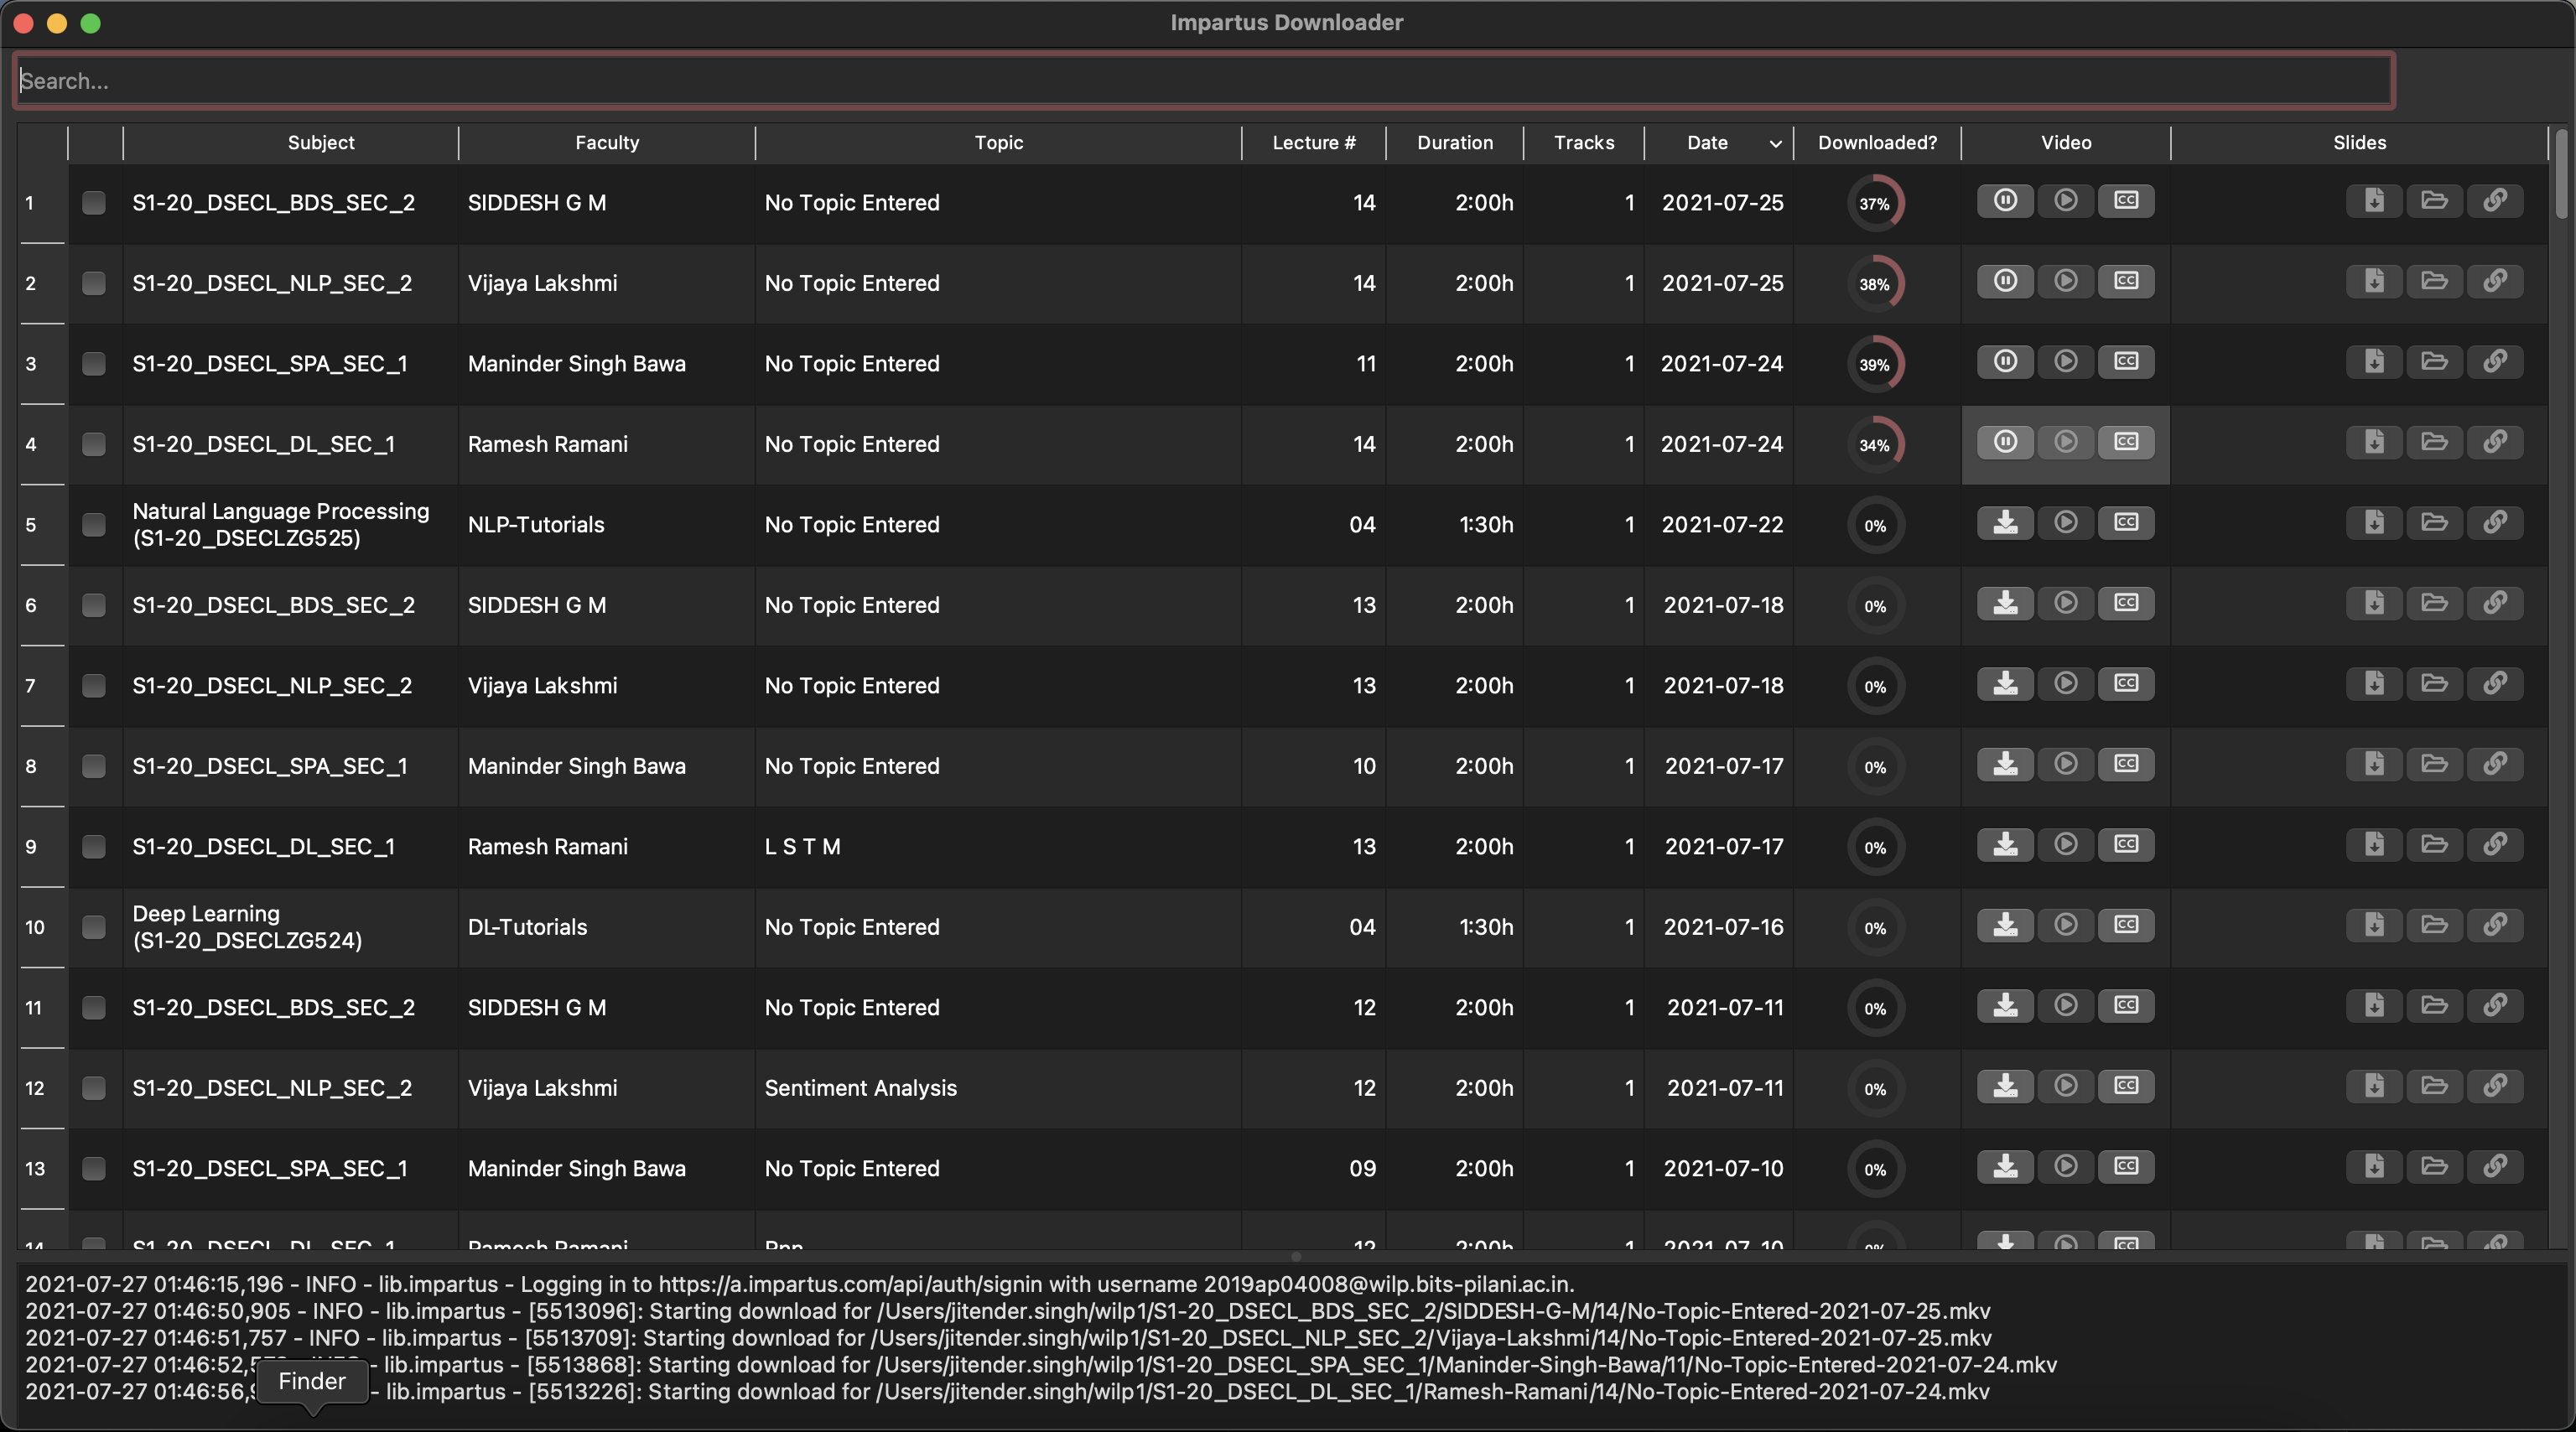 Impartus Downloader
Search...
Subject Faculty Topic Lecture # Duration Tracks Date Downloaded? Video Slides
1 S1-20_DSECL_BDS_SEC_2 SIDDESH G M No Topic Entered 14 2:00h 1 2021-07-25 37%
2 S1-20_DSECL_NLP_SEC_2 Vijaya Lakshmi No Topic Entered 14 2:00h 1 2021-07-25 38%
3 S1-20_DSECL_SPA_SEC_1 Maninder Singh Bawa No Topic Entered 11 2:00h 1 2021-07-24 39%
4 S1-20_DSECL_DL_SEC_1 Ramesh Ramani No Topic Entered 14 2:00h 1 2021-07-24 34%
5 Natural Language Processing (S1-20_DSECLZG525) NLP-Tutorials No Topic Entered 04 1:30h 1 2021-07-22 0%
6 S1-20_DSECL_BDS_SEC_2 SIDDESH G M No Topic Entered 13 2:00h 1 2021-07-18 0%
7 S1-20_DSECL_NLP_SEC_2 Vijaya Lakshmi No Topic Entered 13 2:00h 1 2021-07-18 0%
8 S1-20_DSECL_SPA_SEC_1 Maninder Singh Bawa No Topic Entered 10 2:00h 1 2021-07-17 0%
9 S1-20_DSECL_DL_SEC_1 Ramesh Ramani L S T M 13 2:00h 1 2021-07-17 0%
10 Deep Learning (S1-20_DSECLZG524) DL-Tutorials No Topic Entered 04 1:30h 1 2021-07-16 0%
11 S1-20_DSECL_BDS_SEC_2 SIDDESH G M No Topic Entered 12 2:00h 1 2021-07-11 0%
12 S1-20_DSECL_NLP_SEC_2 Vijaya Lakshmi Sentiment Analysis 12 2:00h 1 2021-07-11 0%
13 S1-20_DSECL_SPA_SEC_1 Maninder Singh Bawa No Topic Entered 09 2:00h 1 2021-07-10 0%
14 S1-20_DSECL_DL_SEC_1 Ramesh Ramani Rnn 12 2:00h 1 2021-07-10 0%
2021-07-27 01:46:15,196 - INFO - lib.impartus - Logging in to https://a.impartus.com/api/auth/signin with username 2019ap04008@wilp.bits-pilani.ac.in.
2021-07-27 01:46:50,905 - INFO - lib.impartus - [5513096]: Starting download for /Users/jitender.singh/wilp1/S1-20_DSECL_BDS_SEC_2/SIDDESH-G-M/14/No-Topic-Entered-2021-07-25.mkv
2021-07-27 01:46:51,757 - INFO - lib.impartus - [5513709]: Starting download for /Users/jitender.singh/wilp1/S1-20_DSECL_NLP_SEC_2/Vijaya-Lakshmi/14/No-Topic-Entered-2021-07-25.mkv
2021-07-27 01:46:52, - lib.impartus - [5513868]: Starting download for /Users/jitender.singh/wilp1/S1-20_DSECL_SPA_SEC_1/Maninder-Singh-Bawa/11/No-Topic-Entered-2021-07-24.mkv
2021-07-27 01:46:56, - lib.impartus - [5513226]: Starting download for /Users/jitender.singh/wilp1/S1-20_DSECL_DL_SEC_1/Ramesh-Ramani/14/No-Topic-Entered-2021-07-24.mkv
Finder